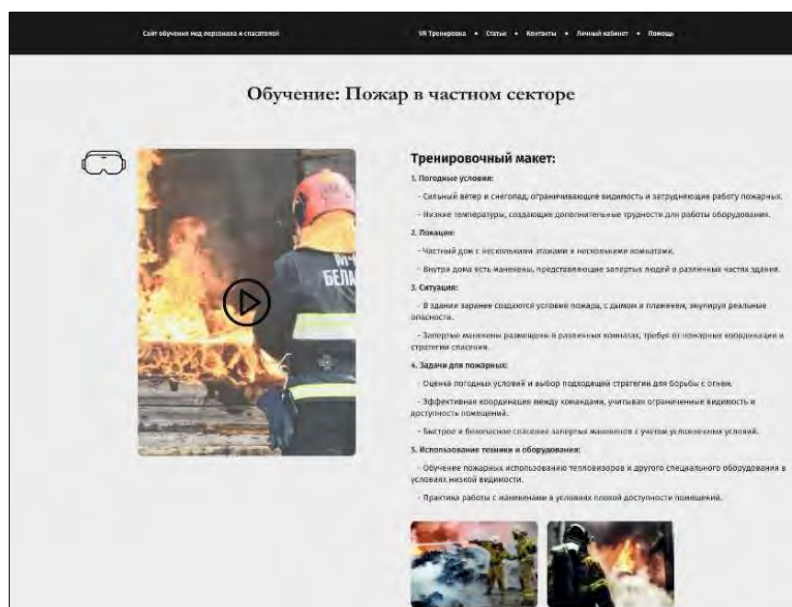 Сайт обучения мед персонала и спасателей
VR Тренировка • Статьи • Контакты • Личный кабинет • Помощь
Обучение: Пожар в частном секторе
МЧ
БЕЛА
Тренировочный макет:
1. Погодные условия:
- Сильный ветер и снегопад, ограничивающие видимость и затрудняющие работу пожарных.
- Низкие температуры, создающие дополнительные трудности для работы оборудования.
2. Локация:
- Частный дом с несколькими этажами и несколькими комнатами.
- Внутри дома есть манекены, представляющие запертых людей в различных частях здания.
3. Ситуация:
- В здании заранее создаются условия пожара, с дымом и пламенем, эмулируя реальные
опасности.
- Запертые манекены размещены в различных комнатах, требуя от пожарных координации и
стратегии спасения.
4. Задачи для пожарных:
- Оценка погодных условий и выбор подходящей стратегии для борьбы с огнем.
- Эффективная координация между командами, учитывая ограниченные видимость и
доступность помещений.
- Быстрое и безопасное спасение запертых манекенов с учетом усложненных условий.
5. Использование техники и оборудования:
- Обучение пожарных использованию тепловизоров и другого специального оборудования в
условиях низкой видимости.
- Практика работы с манекенами в условиях плохой доступности помещений.